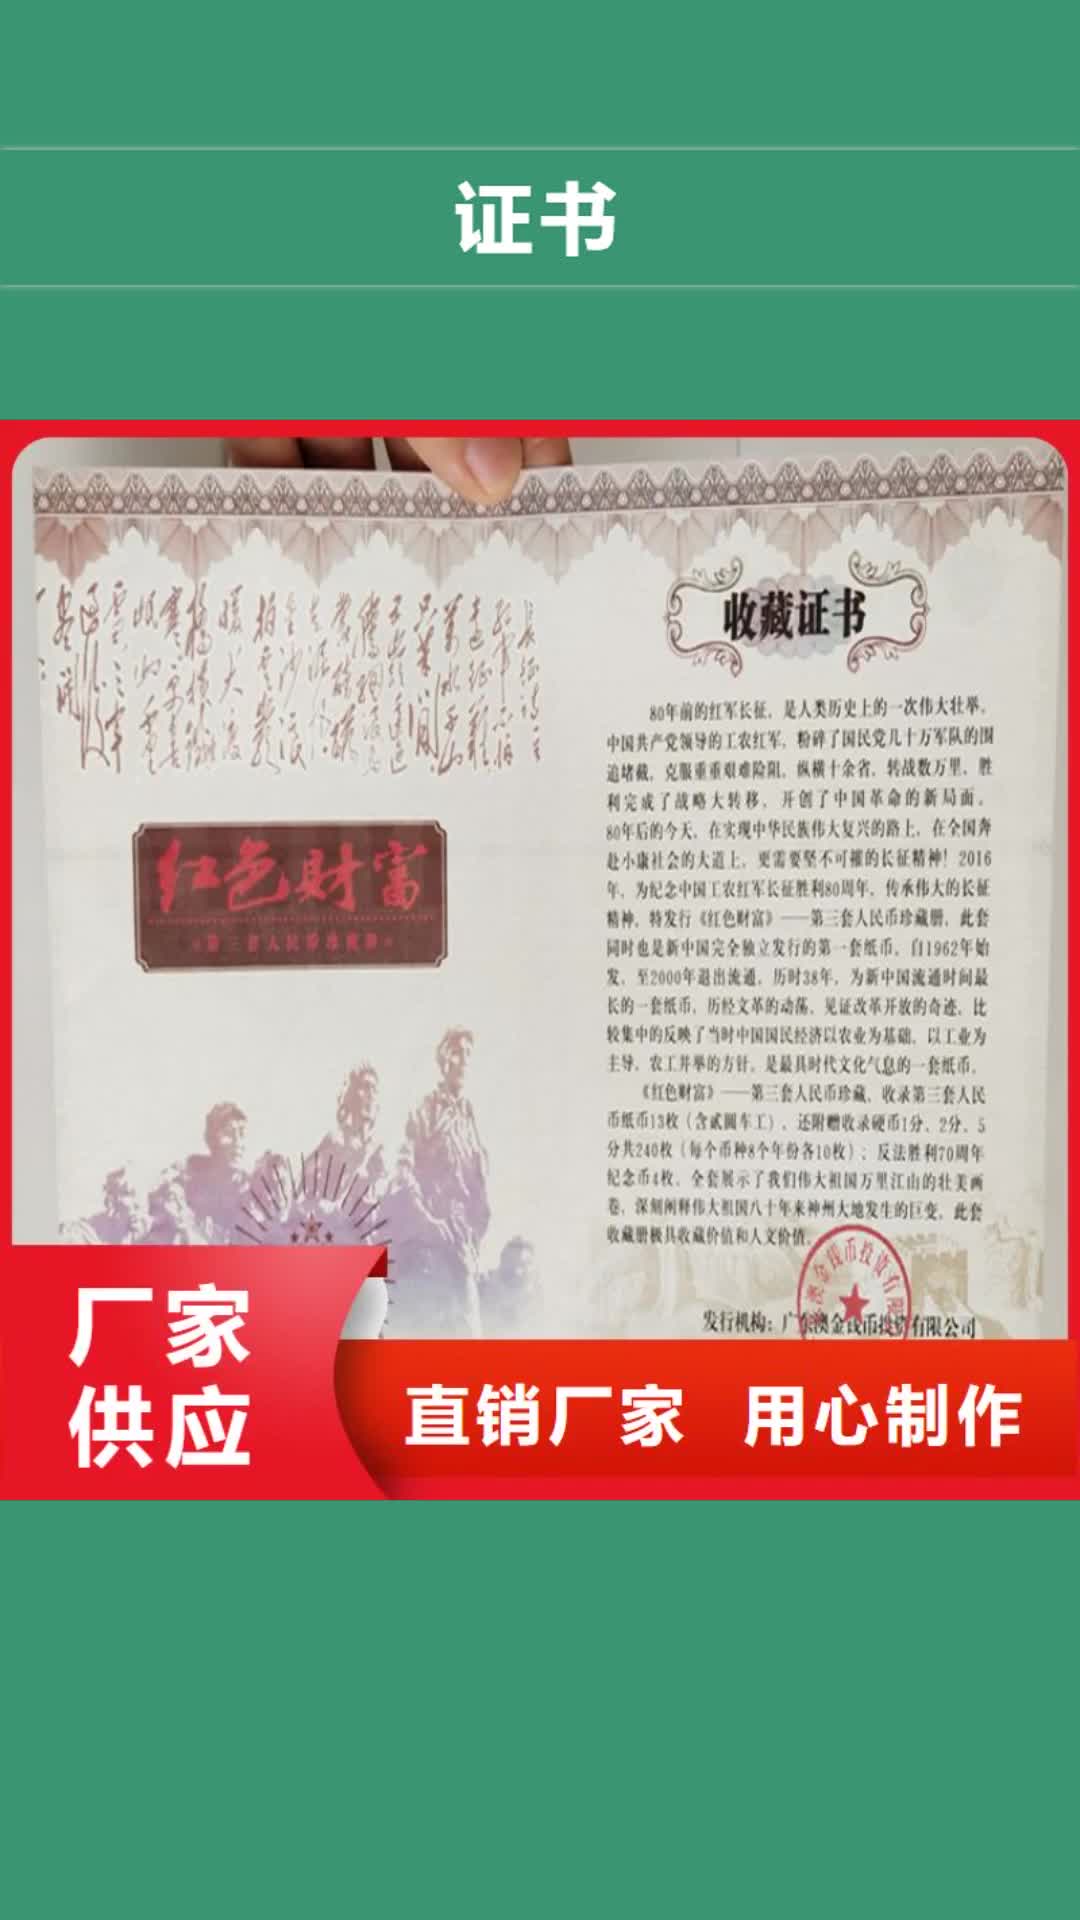 证书
红色财富
第三套人民币珍藏册
收藏证书
80年前的红军长征，是人类历史上的一次伟大壮举。
中国共产党领导的工农红军，粉碎了国民党几十万军队的围
追堵截，克服重重艰难险阻，纵横十余省，转战数万里，胜
利完成了战略大转移，开创了中国革命的新局面。
80年后的今天，在实现中华民族伟大复兴的路上，在全国奔
赴小康社会的大道上，更需要坚不可摧的长征精神！2016
年，为纪念中国工农红军长征胜利80周年，传承伟大的长征
精神，特发行《红色财富》——第三套人民币珍藏册，此套
同时也是新中国完全独立发行的第一套纸币，自1962年始
发，至2000年退出流通，历时38年，为新中国流通时间最
长的一套纸币，历经文革的动荡，见证改革开放的奇迹，比
较集中的反映了当时中国国民经济以农业为基础，以工业为
主导，农工并举的方针，是最具时代文化气息的一套纸币。
《红色财富》——第三套人民币珍藏，收录第三套人民
币纸币13枚（含贰圆车工），还附赠收录硬币1分、2分、5
分共240枚（每个币种8个年份各10枚）；反法胜利70周年
纪念币4枚，全套展示了我们伟大祖国万里江山的壮美画
卷，深刻阐释伟大祖国八十年来神州大地发生的巨变，此套
收藏册极具收藏价值和人文价值。
发行机构：广东澳金钱币投资有限公司
厂家
供应
直销厂家 用心制作